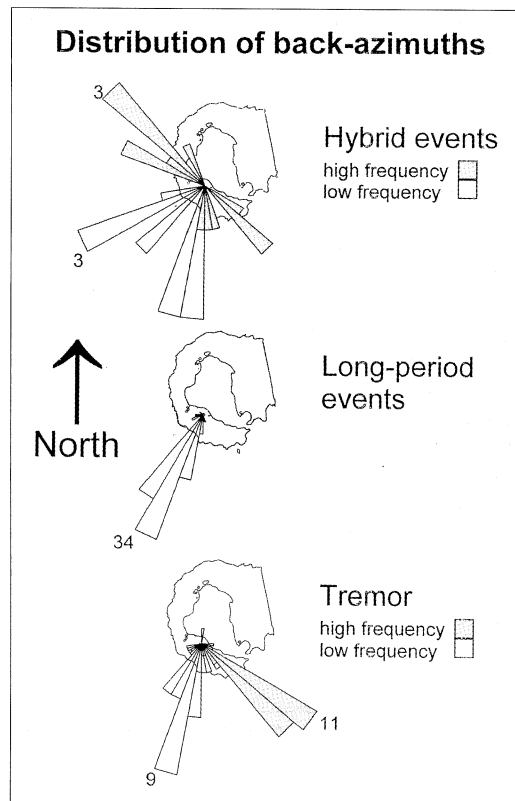 Distribution of back-azimuths
3
Hybrid events
high frequency
low frequency
3
Long-period
events
North
34
Tremor
high frequency
low frequency
11
9